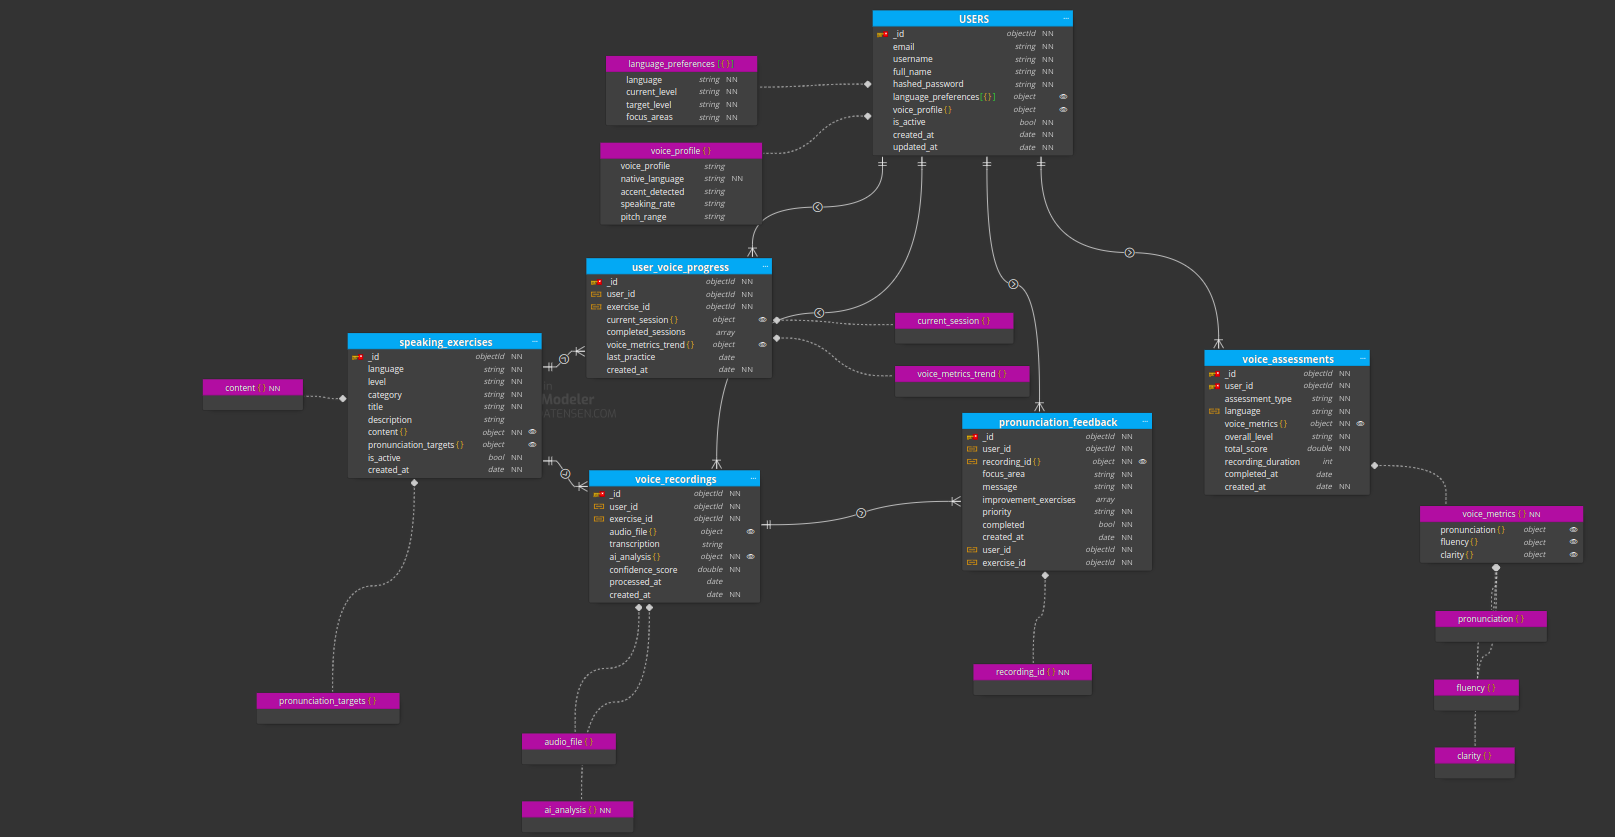 USERS ...
_id objectId NN
email string NN
username string NN
full_name string NN
hashed_password string NN
language_preferences[{}] object
voice_profile{} object
is_active bool NN
created_at date NN
updated_at date NN
language_preferences [{}]
language string NN
current_level string NN
target_level string NN
focus_areas string NN
voice_profile {}
voice_profile string
native_language string NN
accent_detected string
speaking_rate string
pitch_range string
user_voice_progress ...
_id objectId NN
user_id objectId NN
exercise_id objectId NN
current_session{} object
completed_sessions array
voice_metrics_trend{} object
last_practice date
created_at date NN
current_session {}
voice_metrics_trend {}
speaking_exercises ...
_id objectId NN
language string NN
level string NN
category string NN
title string NN
description string
content{} object NN
pronunciation_targets{} object
is_active bool NN
created_at date NN
content {} NN
in
Modeler
ATENSEN.COM
voice_assessments ...
_id objectId NN
user_id objectId NN
assessment_type string NN
language string NN
voice_metrics{} object NN
overall_level string NN
total_score double NN
recording_duration int
completed_at date
created_at date NN
pronunciation_feedback ...
_id objectId NN
user_id objectId NN
recording_id{} object NN
focus_area string NN
message string NN
improvement_exercises array
priority string NN
completed bool NN
created_at date NN
user_id objectId NN
exercise_id objectId NN
voice_recordings ...
_id objectId NN
user_id objectId NN
exercise_id objectId NN
audio_file{} object
transcription string
ai_analysis{} object NN
confidence_score double NN
processed_at date
created_at date NN
voice_metrics {} NN
pronunciation{} object
fluency{} object
clarity{} object
pronunciation {}
fluency {}
clarity {}
recording_id {} NN
pronunciation_targets {}
audio_file {}
ai_analysis {} NN